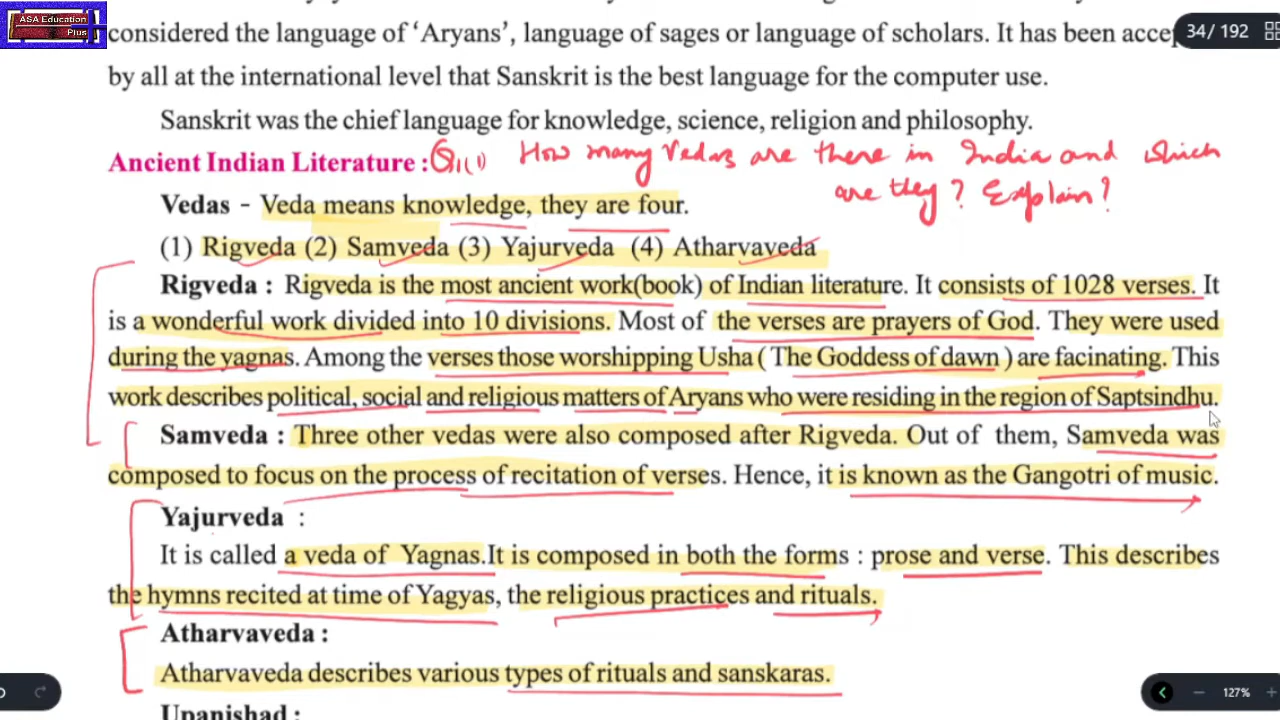 ASA Education
Plus
considered the language of ‘Aryans’, language of sages or language of scholars. It has been acce
34/ 192
by all at the international level that Sanskrit is the best language for the computer use.
Sanskrit was the chief language for knowledge, science, religion and philosophy.
Ancient Indian Literature : Q1(1) How many Vedas are there in India and which
are they? Explain?
Vedas - Veda means knowledge, they are four.
(1) Rigveda (2) Samveda (3) Yajurveda (4) Atharvaveda
Rigveda : Rigveda is the most ancient work(book) of Indian literature. It consists of 1028 verses. It
is a wonderful work divided into 10 divisions. Most of the verses are prayers of God. They were used
during the yagnas. Among the verses those worshipping Usha ( The Goddess of dawn ) are facinating. This
work describes political, social and religious matters of Aryans who were residing in the region of Saptsindhu.
Samveda : Three other vedas were also composed after Rigveda. Out of them, Samveda was
composed to focus on the process of recitation of verses. Hence, it is known as the Gangotri of music.
Yajurveda :
It is called a veda of Yagnas.It is composed in both the forms : prose and verse. This describes
the hymns recited at time of Yagyas, the religious practices and rituals.
Atharvaveda :
Atharvaveda describes various types of rituals and sanskaras.
Upanishad :
127%